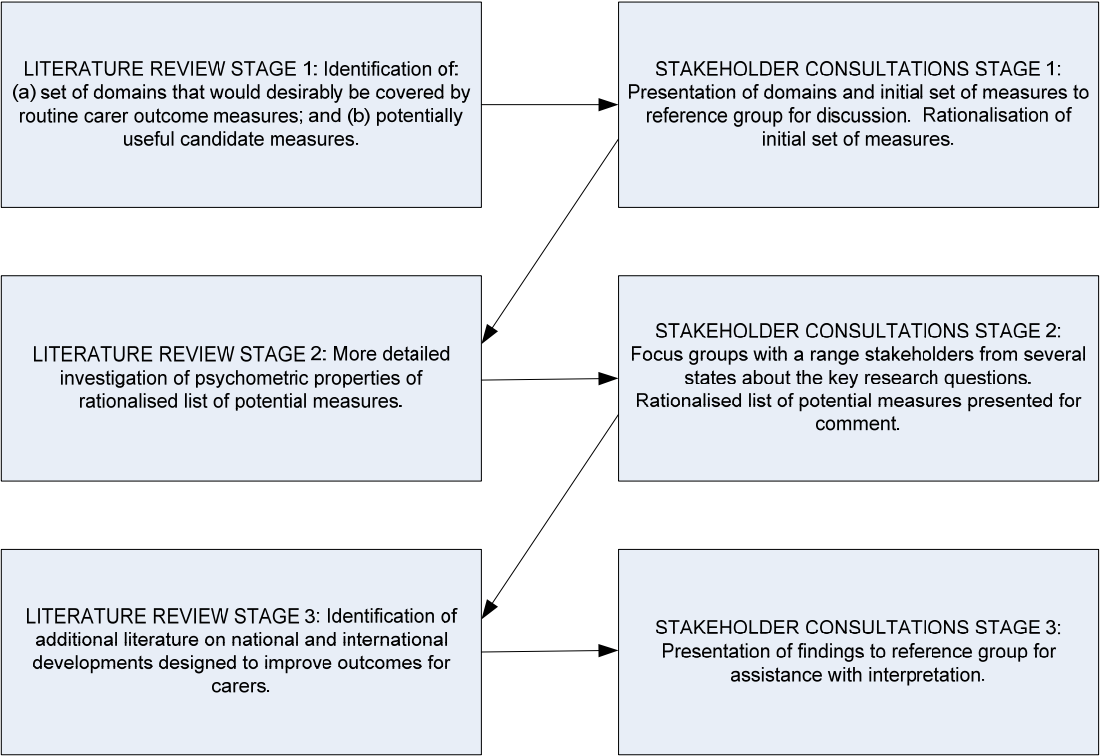 LITERATURE REVIEW STAGE 1: Identification of:
(a) set of domains that would desirably be covered by
routine carer outcome measures; and (b) potentially
useful candidate measures.
STAKEHOLDER CONSULTATIONS STAGE 1:
Presentation of domains and initial set of measures to
reference group for discussion.  Rationalisation of
initial set of measures.
LITERATURE REVIEW STAGE 2: More detailed
investigation of psychometric properties of
rationalised list of potential measures.
STAKEHOLDER CONSULTATIONS STAGE 2:
Focus groups with a range stakeholders from several
states about the key research questions.
Rationalised list of potential measures presented for
comment.
LITERATURE REVIEW STAGE 3: Identification of
additional literature on national and international
developments designed to improve outcomes for
carers.
STAKEHOLDER CONSULTATIONS STAGE 3:
Presentation of findings to reference group for
assistance with interpretation.